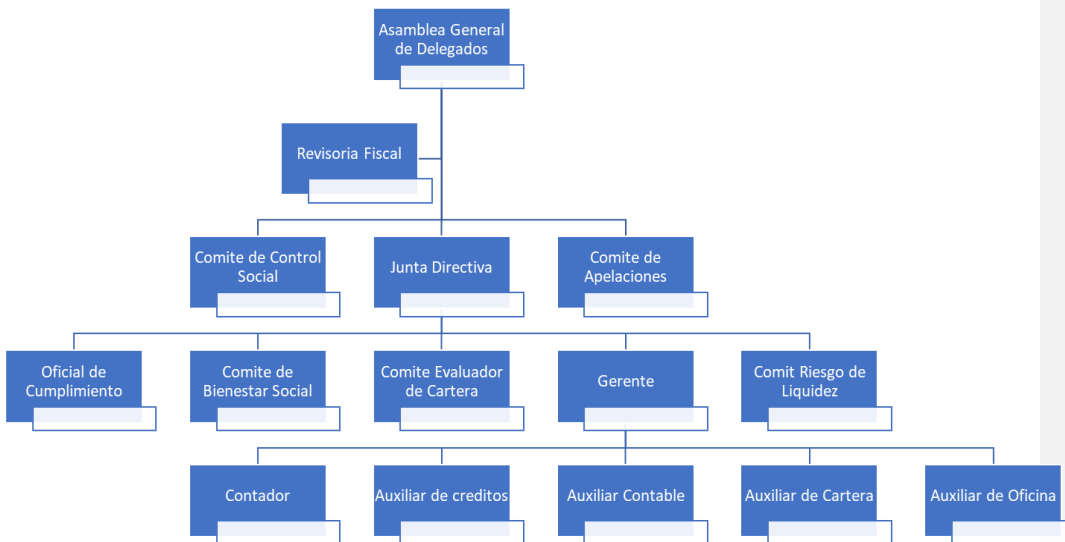 Asamblea General
de Delegados
Revisoria Fiscal
Comite de Control
Social
Junta Directiva
Comite de
Apelaciones
Oficial de
Cumplimiento
Comite de
Bienestar Social
Comite Evaluador
de Cartera
Gerente
Comit Riesgo de
Liquidez
Contador
Auxiliar de creditos
Auxiliar Contable
Auxiliar de Cartera
Auxiliar de Oficina